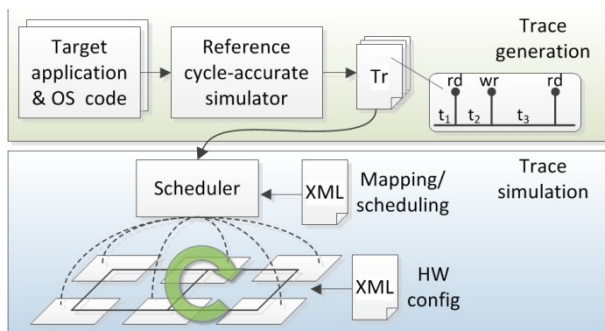 Target
application
& OS code
Reference
cycle-accurate
simulator
Tr
Trace
generation
rd wr rd
t1 t2 t3
Scheduler
XML
Mapping/
scheduling
Trace
simulation
XML
HW
config